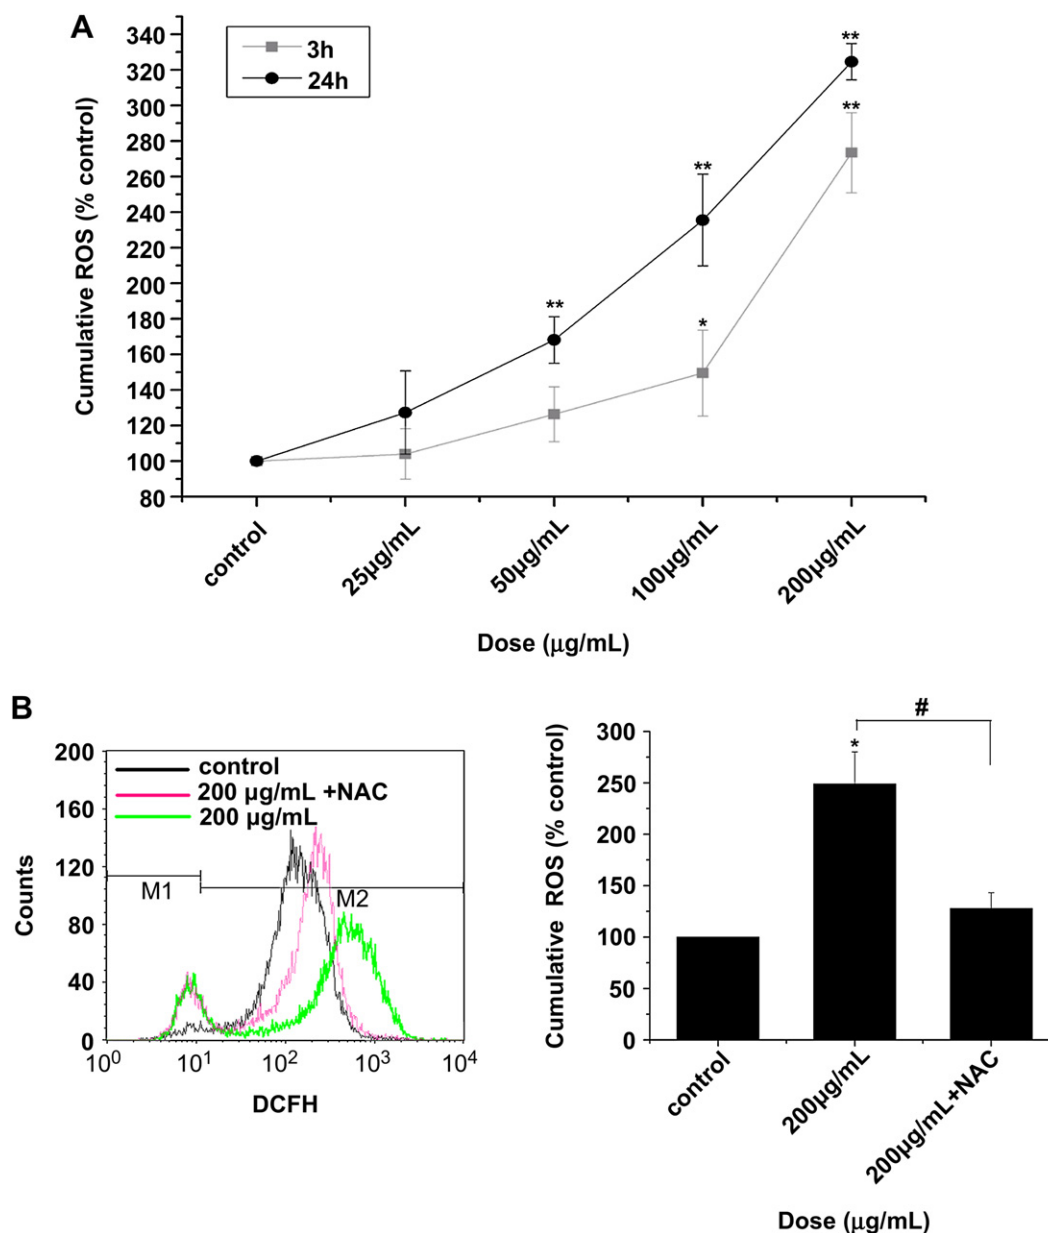 A
Cumulative ROS (% control)
340
320
300
280
260
240
220
200
180
160
140
120
100
80
3h
24h
**
**
**
**
*
control
25µg/mL
50µg/mL
100µg/mL
200µg/mL
Dose (µg/mL)
B
Counts
200
160
120
80
40
0
control
200 µg/mL +NAC
200 µg/mL
M1
M2
10⁰
10¹
10²
10³
10⁴
DCFH
Cumulative ROS (% control)
300
250
200
150
100
50
0
*
#
control
200µg/mL
200µg/mL+NAC
Dose (µg/mL)